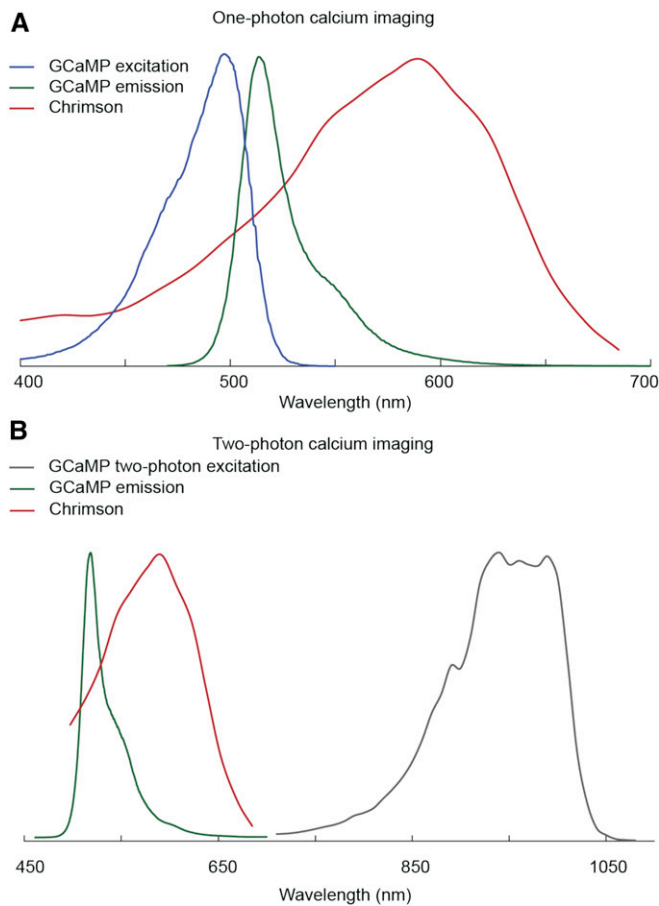 A
One-photon calcium imaging
GCaMP excitation
GCaMP emission
Chrimson
400 500 600 700
Wavelength (nm)
B
Two-photon calcium imaging
GCaMP two-photon excitation
GCaMP emission
Chrimson
450 650 850 1050
Wavelength (nm)